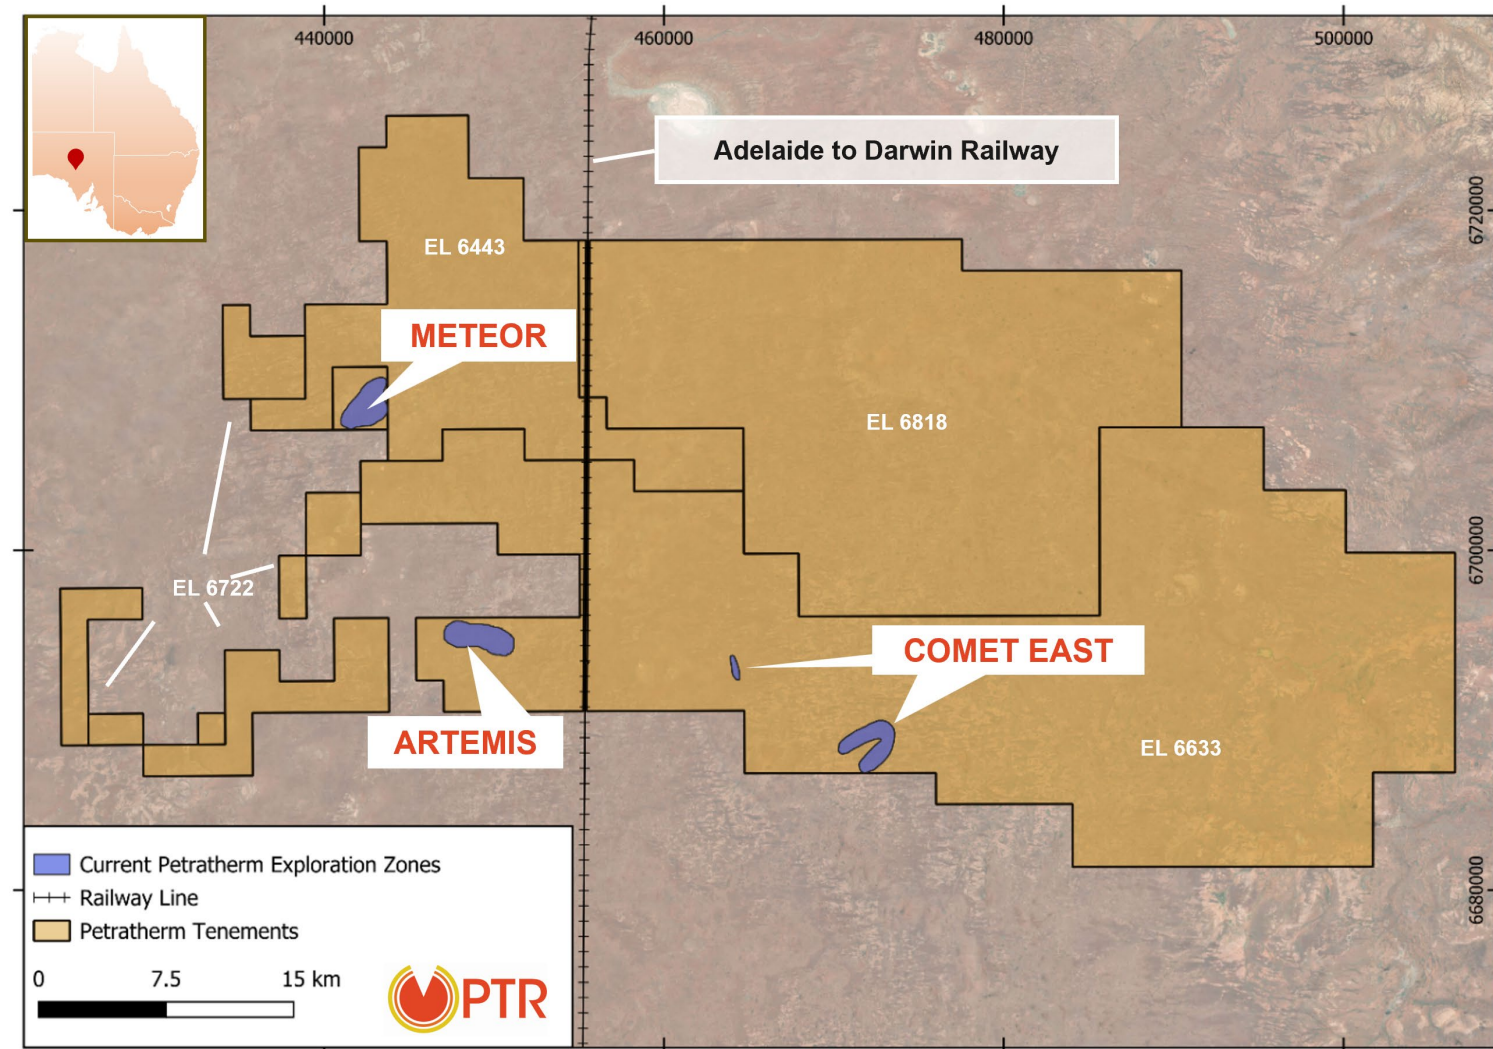 440000
460000
480000
500000
Adelaide to Darwin Railway
6720000
EL 6443
METEOR
EL 6818
6700000
EL 6722
COMET EAST
ARTEMIS
EL 6633
6680000
Current Petratherm Exploration Zones
Railway Line
Petratherm Tenements
0 7.5 15 km
PTR